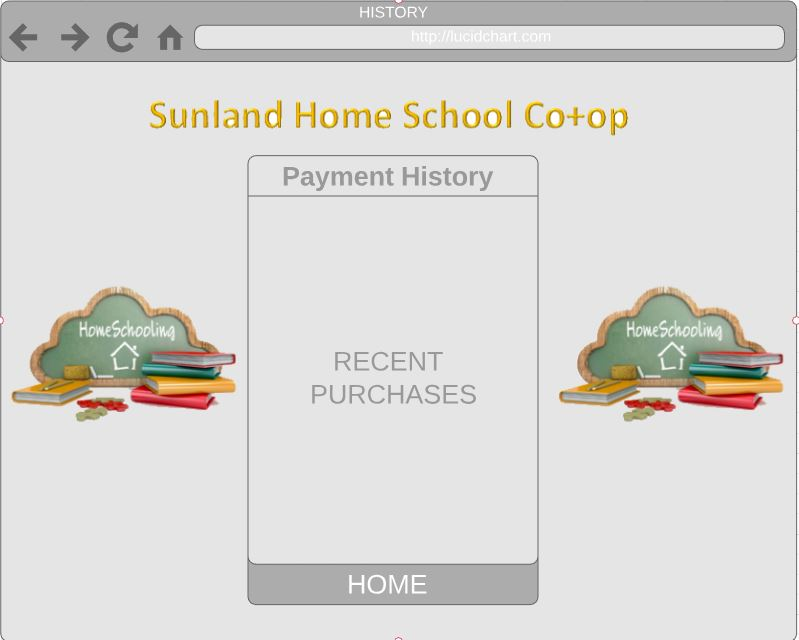 HISTORY
http://lucidchart.com
Sunland Home School Co+op
Payment History
HomeSchooling
HomeSchooling
RECENT
PURCHASES
HOME